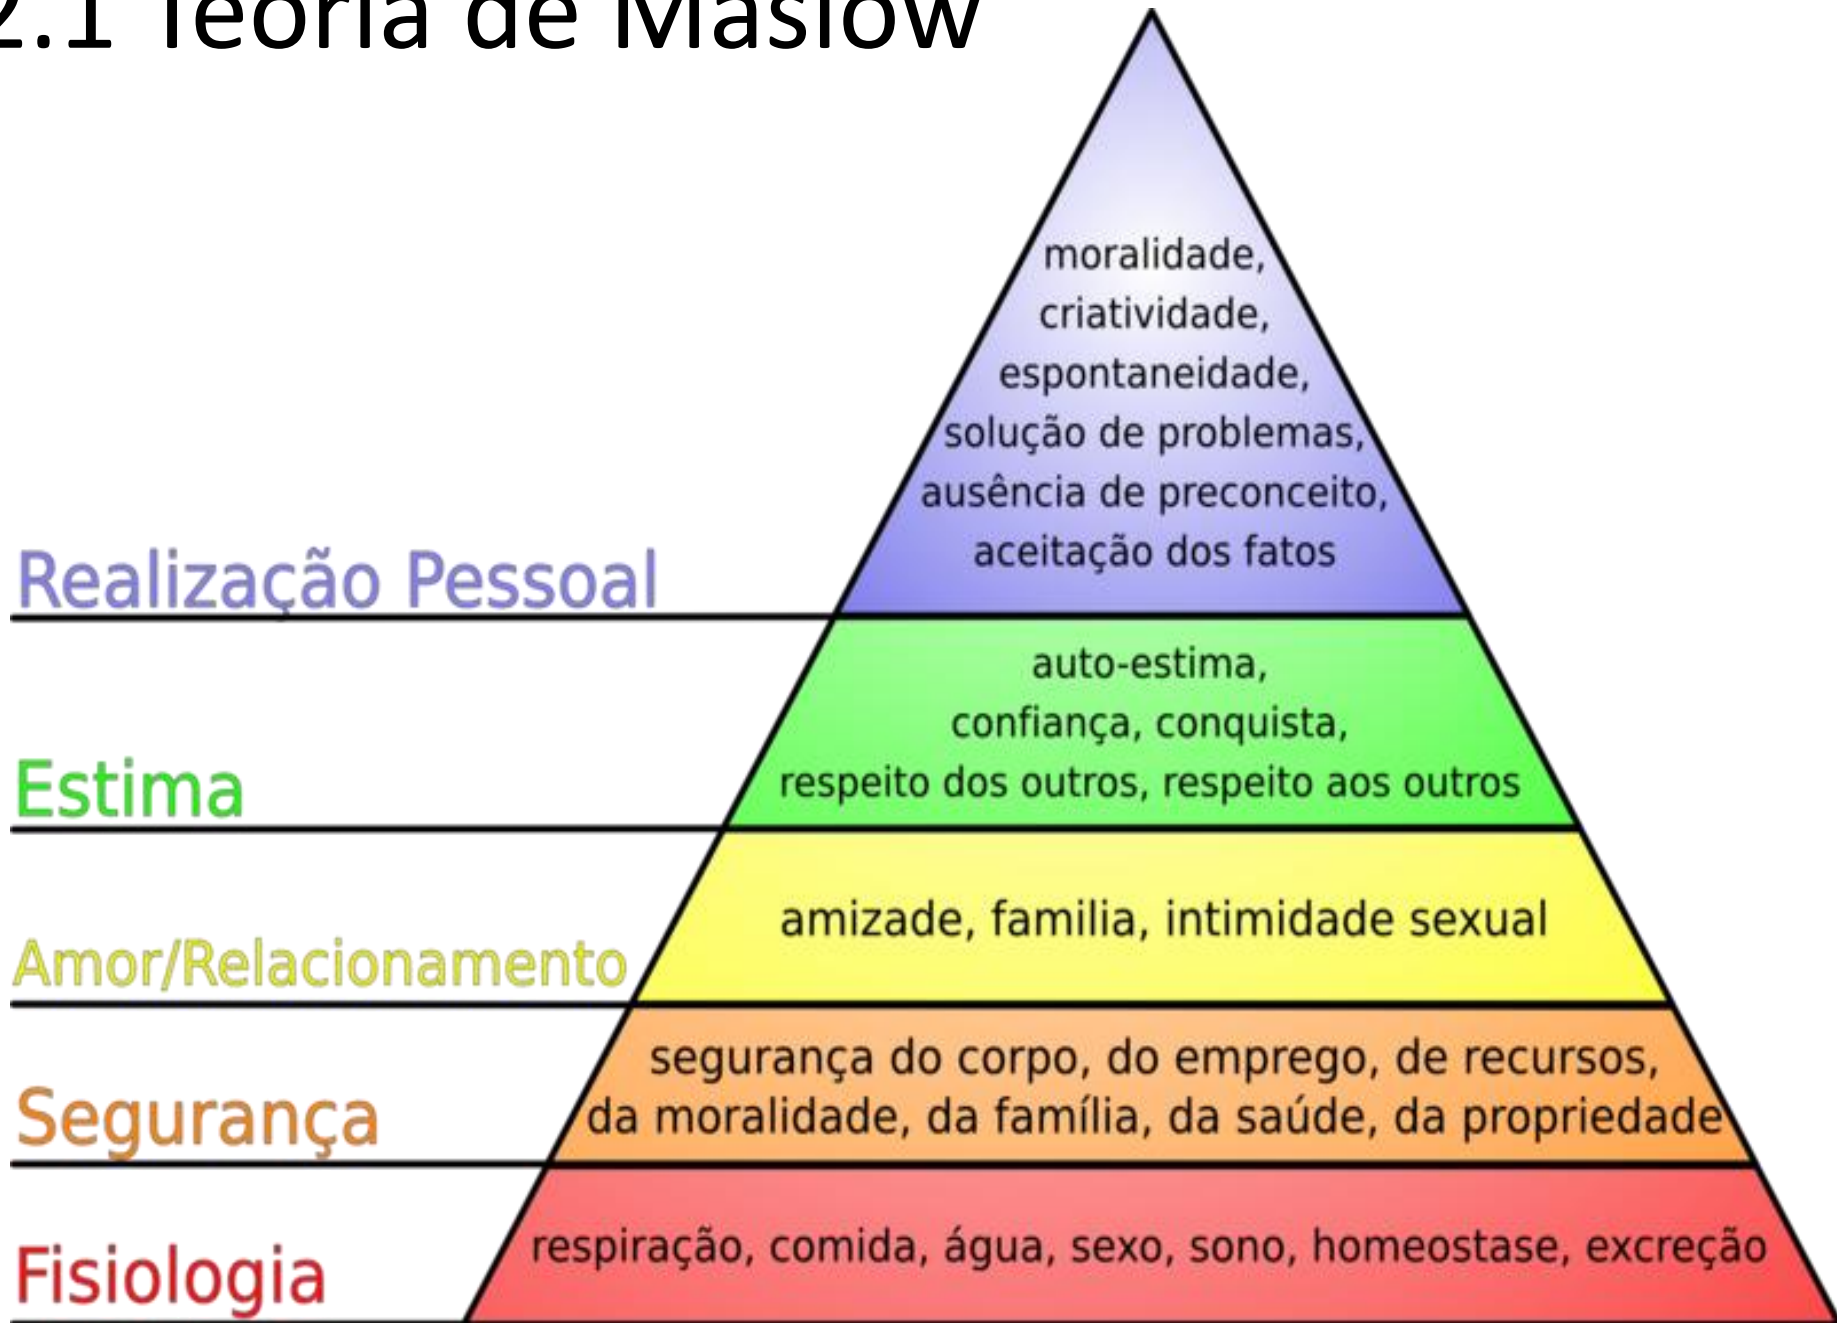 2.1 Teoria de Maslow
moralidade,
criatividade,
espontaneidade,
solução de problemas,
ausência de preconceito,
aceitação dos fatos
Realização Pessoal
auto-estima,
confiança, conquista,
respeito dos outros, respeito aos outros
Estima
amizade, familia, intimidade sexual
Amor/Relacionamento
segurança do corpo, do emprego, de recursos,
da moralidade, da família, da saúde, da propriedade
Segurança
respiração, comida, água, sexo, sono, homeostase, excreção
Fisiologia